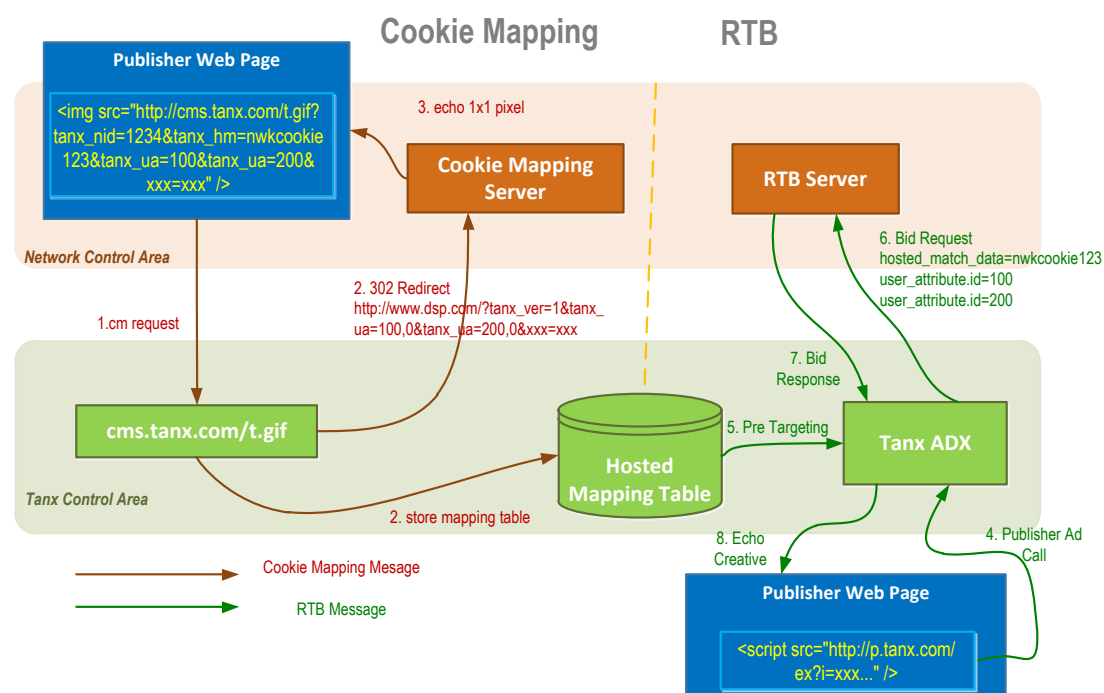 Cookie Mapping
RTB
Publisher Web Page
<img src="http://cms.tanx.com/t.gif?
tanx_nid=1234&tanx_hm=nwkcookie
123&tanx_ua=100&tanx_ua=200&
xxx=xxx" />
3. echo 1x1 pixel
Cookie Mapping
Server
RTB Server
Network Control Area
1.cm request
2. 302 Redirect
http://www.dsp.com/?tanx_ver=1&tanx_
ua=100,0&tanx_ua=200,0&xxx=xxx
6. Bid Request
hosted_match_data=nwkcookie123
user_attribute.id=100
user_attribute.id=200
7. Bid
Response
cms.tanx.com/t.gif
Hosted
Mapping Table
5. Pre Targeting
Tanx ADX
Tanx Control Area
2. store mapping table
8. Echo
Creative
4. Publisher Ad
Call
Cookie Mapping Mesage
RTB Message
Publisher Web Page
<script src="http://p.tanx.com/
ex?i=xxx..." />